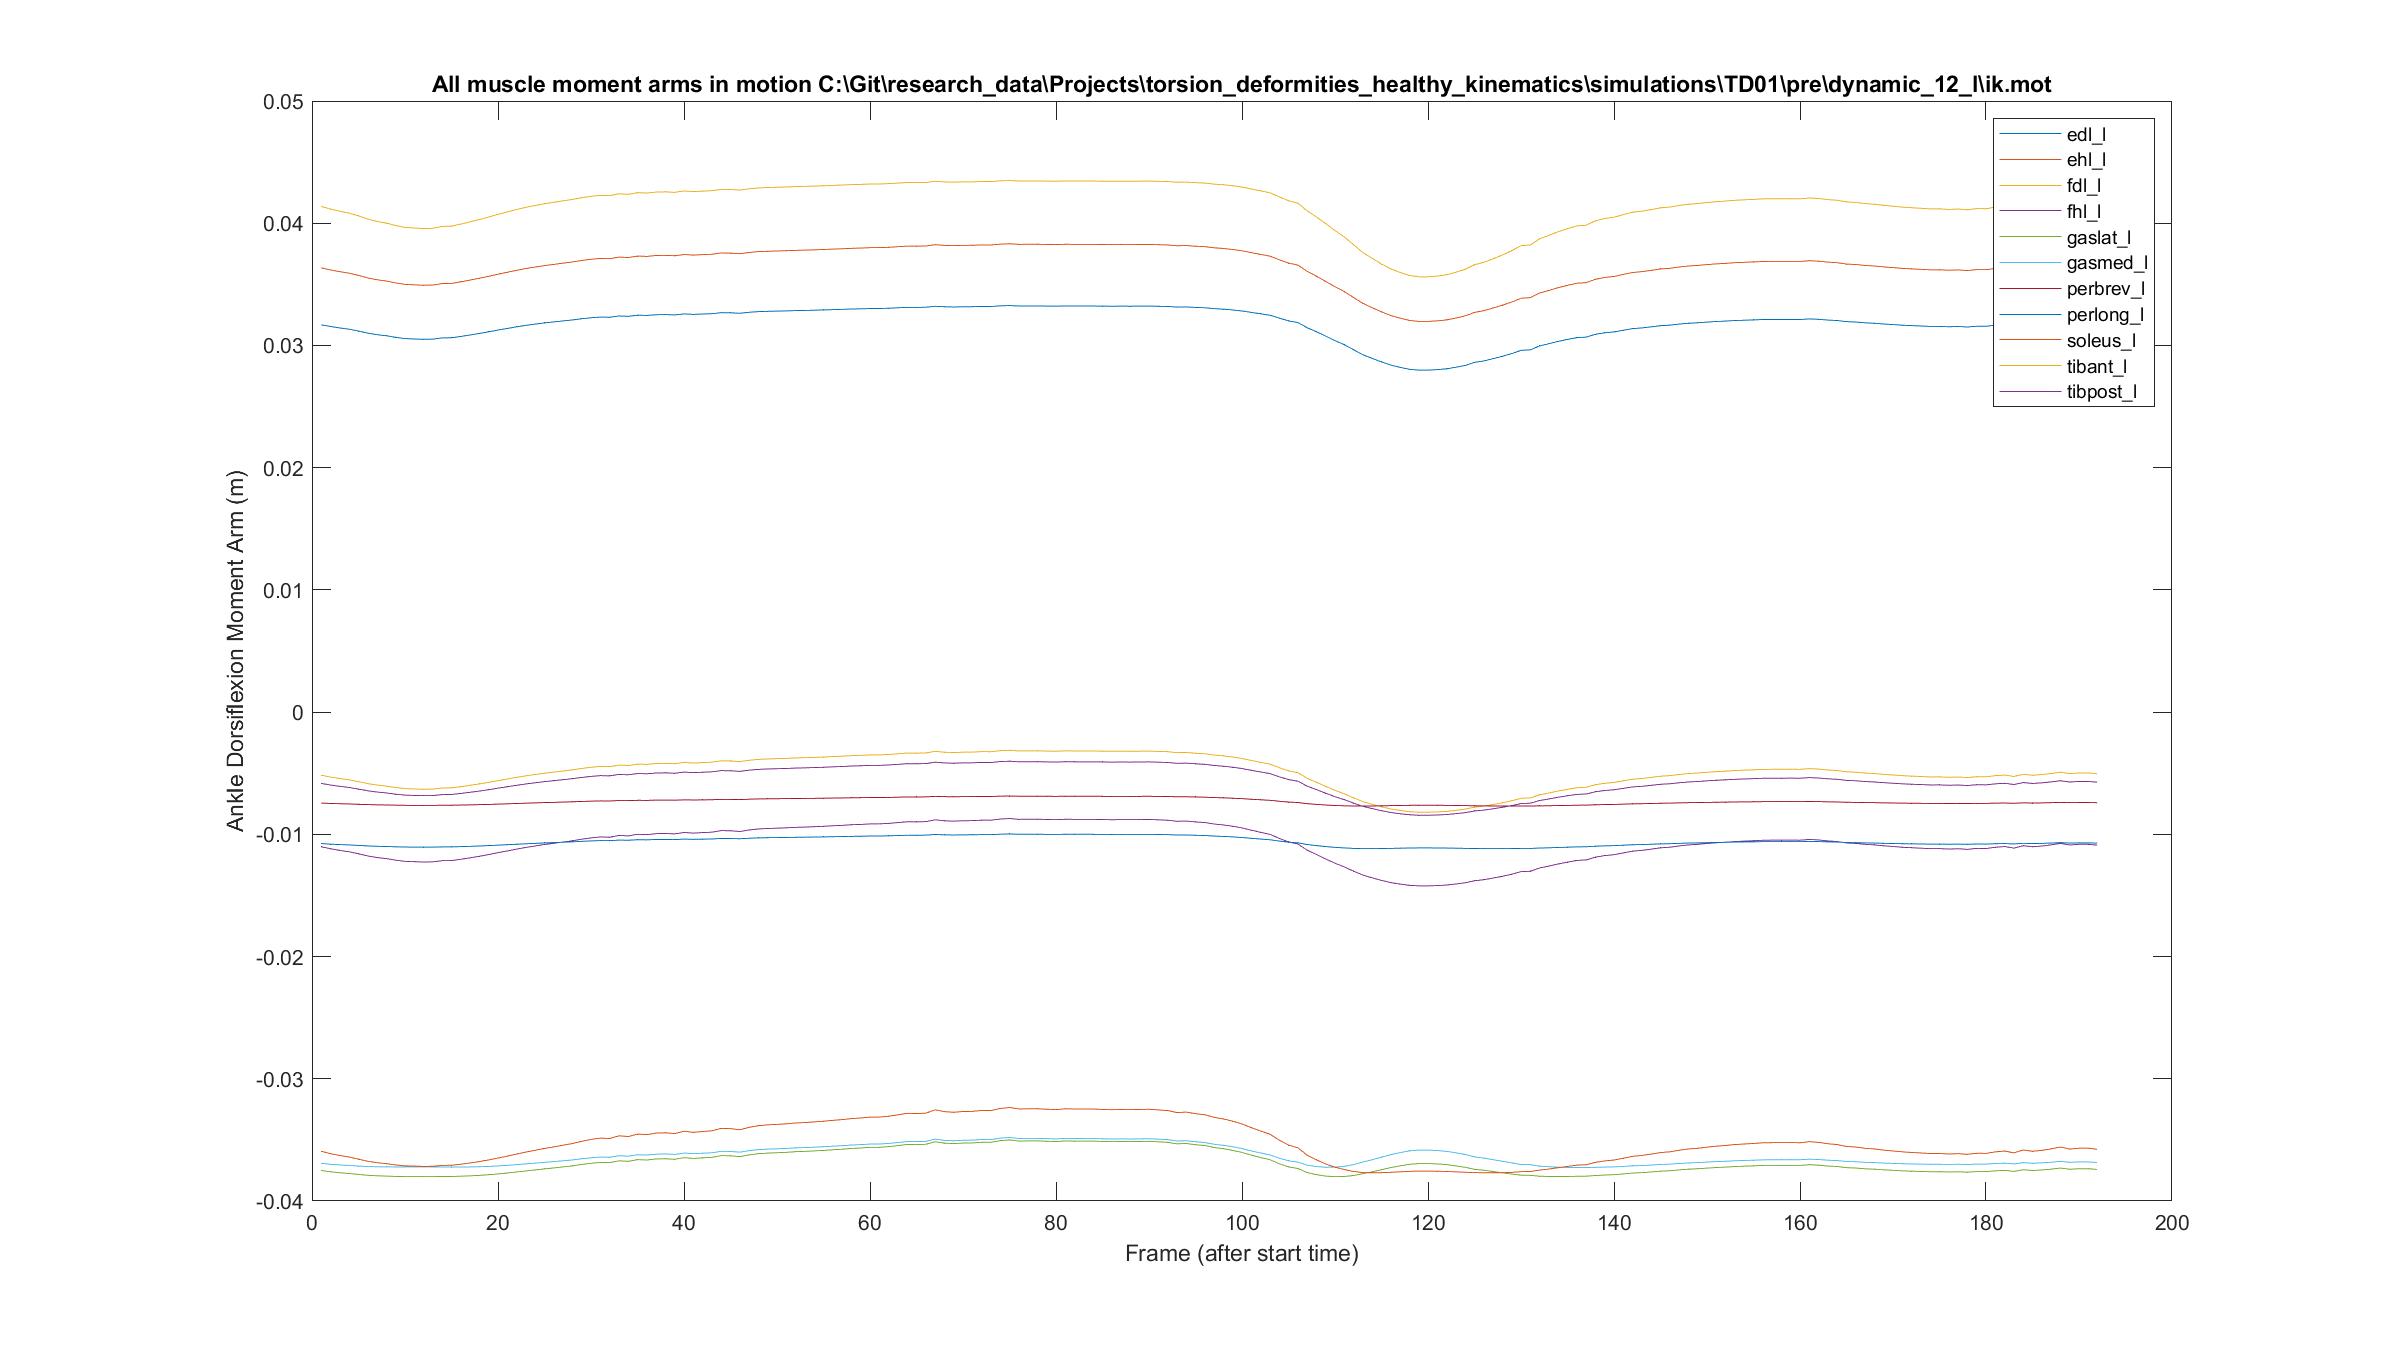 All muscle moment arms in motion C:\Git\research_data\Projects\torsion_deformities_healthy_kinematics\simulations\TD01\pre\dynamic_12_l\ik.mot
0.05
0.04
0.03
0.02
0.01
0
-0.01
-0.02
-0.03
-0.04
Ankle Dorsiflexion Moment Arm (m)
edl_l
ehl_l
fdl_l
fhl_l
gaslat_l
gasmed_l
perbrev_l
perlong_l
soleus_l
tibant_l
tibpost_l
0 20 40 60 80 100 120 140 160 180 200
Frame (after start time)